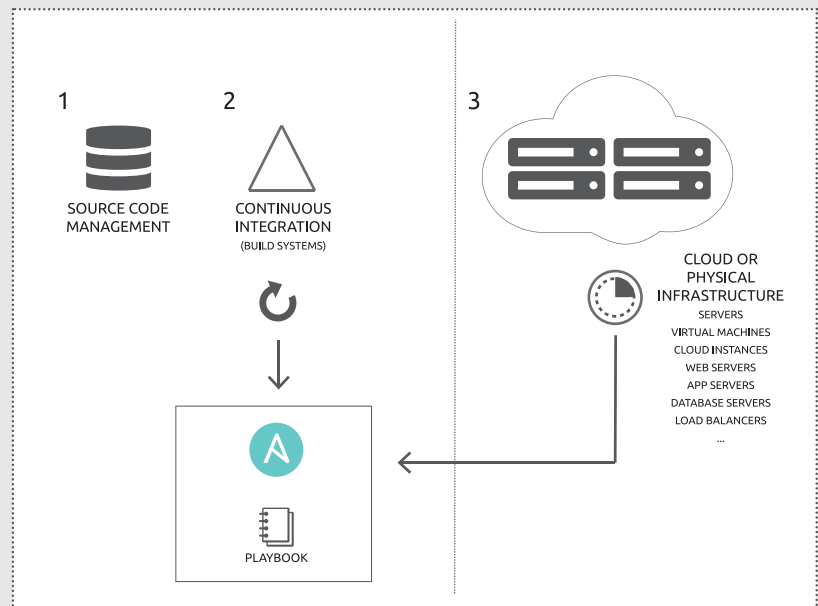 1
SOURCE CODE
MANAGEMENT
2
CONTINUOUS
INTEGRATION
(BUILD SYSTEMS)
PLAYBOOK
3
CLOUD OR
PHYSICAL
INFRASTRUCTURE
SERVERS
VIRTUAL MACHINES
CLOUD INSTANCES
WEB SERVERS
APP SERVERS
DATABASE SERVERS
LOAD BALANCERS
...